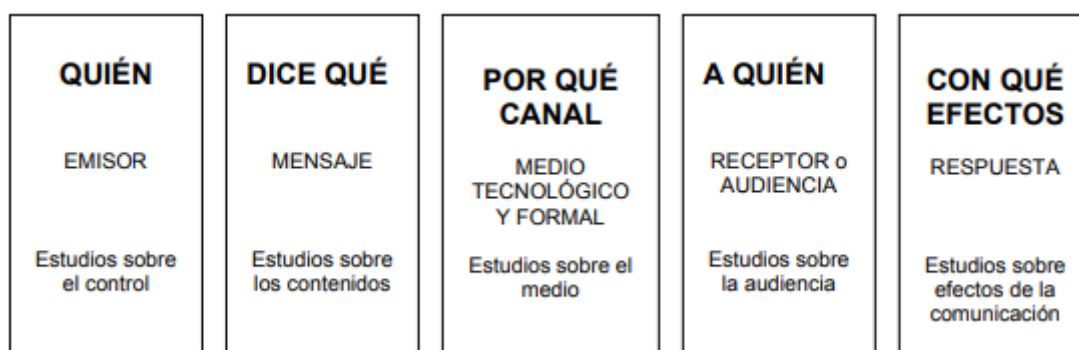 QUIÉN
EMISOR
Estudios sobre
el control
DICE QUÉ
MENSAJE
Estudios sobre
los contenidos
POR QUÉ
CANAL
MEDIO
TECNOLÓGICO
Y FORMAL
Estudios sobre el
medio
A QUIÉN
RECEPTOR o
AUDIENCIA
Estudios sobre
la audiencia
CON QUÉ
EFECTOS
RESPUESTA
Estudios sobre
efectos de la
comunicación